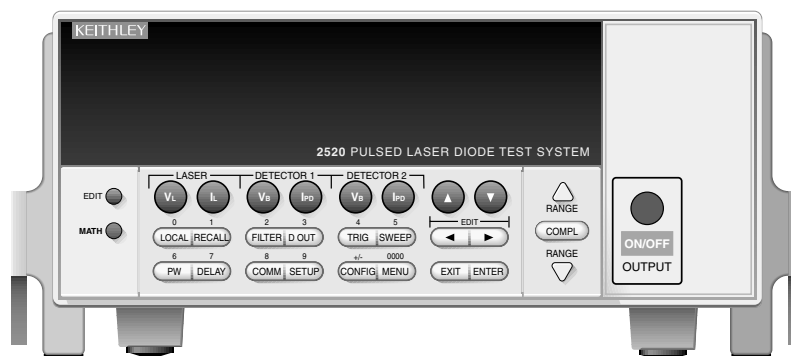 KEITHLEY
2520 PULSED LASER DIODE TEST SYSTEM
LASER DETECTOR 1 DETECTOR 2
EDIT VL IL VB IPD VB IPD
RANGE
0 1 2 3 4 5 EDIT
MATH LOCAL RECALL FILTER D OUT TRIG SWEEP COMPL
ON/OFF
6 7 8 9 +/- 0000 RANGE
OUTPUT
PW DELAY COMM SETUP CONFIG MENU EXIT ENTER